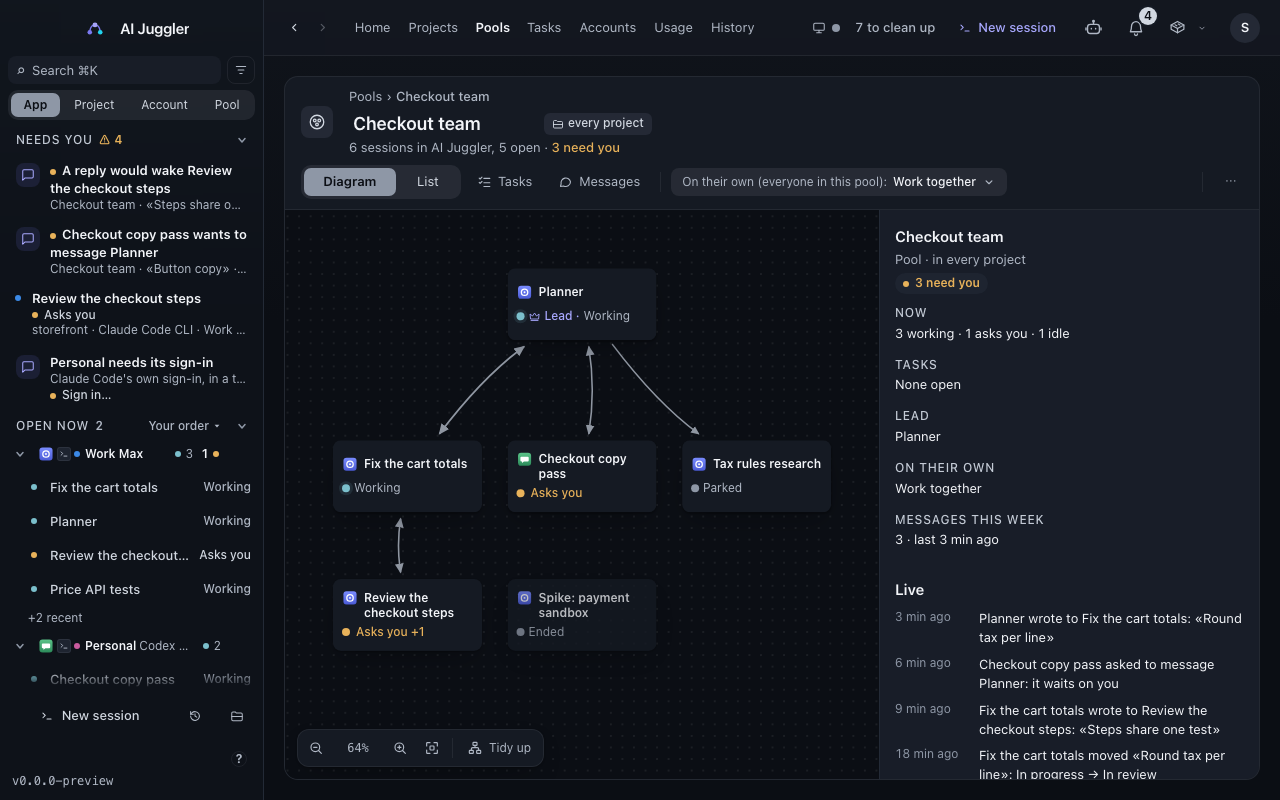 AI Juggler
Search ⌘K
App Project Account Pool
NEEDS YOU 4
A reply would wake Review
the checkout steps
Checkout team · «Steps share o…
Checkout copy pass wants to
message Planner
Checkout team · «Button copy» ·…
Review the checkout steps
Asks you
storefront · Claude Code CLI · Work …
Personal needs its sign-in
Claude Code's own sign-in, in a t…
Sign in…
OPEN NOW 2 Your order
Work Max 3 1
Fix the cart totals Working
Planner Working
Review the checkout… Asks you
Price API tests Working
+2 recent
Personal Codex … 2
Checkout copy pass Working
New session
?
v0.0.0-preview
Home Projects Pools Tasks Accounts Usage History
7 to clean up
New session
4
S
Pools › Checkout team
Checkout team
every project
6 sessions in AI Juggler, 5 open · 3 need you
Diagram List Tasks Messages
On their own (everyone in this pool): Work together
Planner
Lead · Working
Fix the cart totals
Working
Checkout copy
pass
Asks you
Tax rules research
Parked
Review the
checkout steps
Asks you +1
Spike: payment
sandbox
Ended
64%
Tidy up
Checkout team
Pool · in every project
3 need you
NOW
3 working · 1 asks you · 1 idle
TASKS
None open
LEAD
Planner
ON THEIR OWN
Work together
MESSAGES THIS WEEK
3 · last 3 min ago
Live
3 min ago Planner wrote to Fix the cart totals: «Round
tax per line»
6 min ago Checkout copy pass asked to message
Planner: it waits on you
9 min ago Fix the cart totals wrote to Review the
checkout steps: «Steps share one test»
18 min ago Fix the cart totals moved «Round tax per
line»: In progress → In review